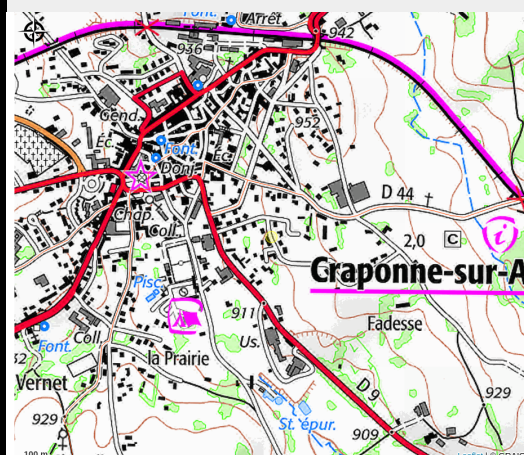 Font.
Arrêt
936
942
Gend.
952
Éc.
Font.
Éc.
Donj.
D 44
Chap.
Coll.
2,0
C
i
Craponne-sur-A
Pisc.
911
Fadesse
Us.
Font.
Coll.
la Prairie
Vernet
D 9
929
929
St. épur.
909
100 m